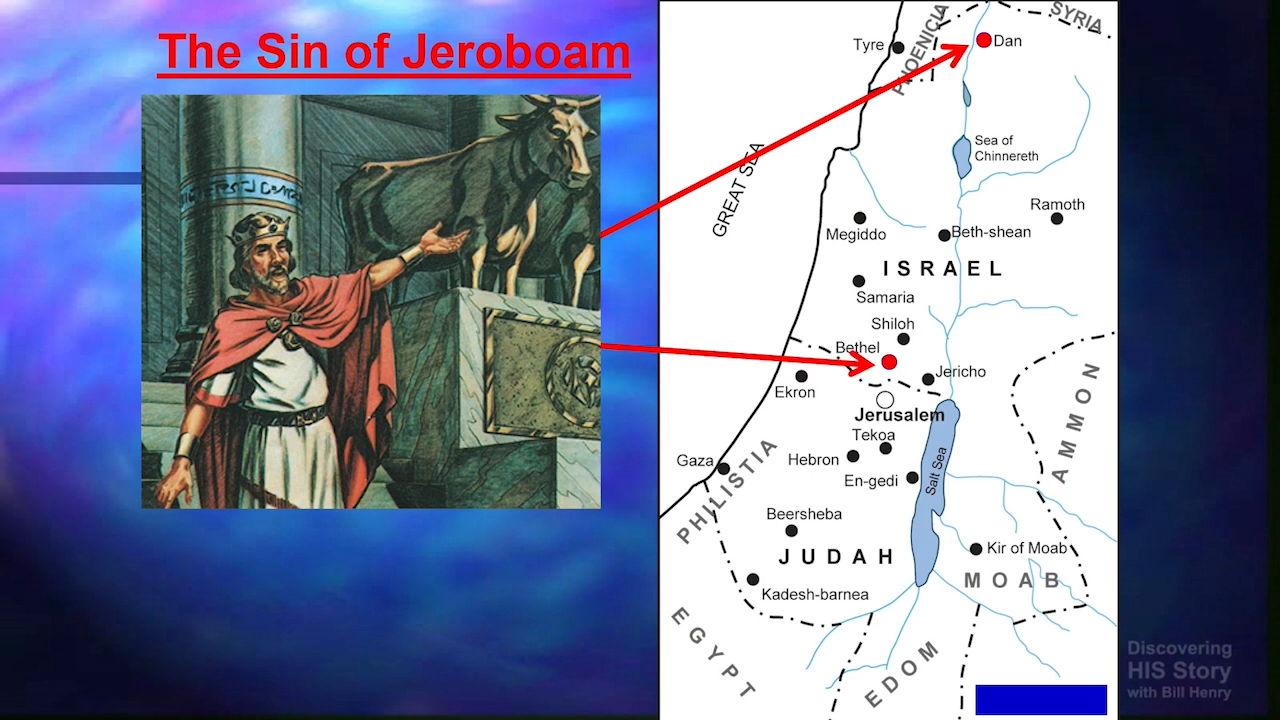 The Sin of Jeroboam
SYRIA
PHOENICIA
Tyre
Dan
GREAT SEA
Sea of
Chinnereth
Ramoth
Megiddo
Beth-shean
ISRAEL
Samaria
Shiloh
Bethel
Jericho
Ekron
Jerusalem
AMMON
Tekoa
Gaza
Hebron
PHILISTIA
En-gedi
Salt Sea
Beersheba
JUDAH
Kir of Moab
MOAB
Kadesh-barnea
EGYPT
EDOM
Discovering
HIS Story
with Bill Henry